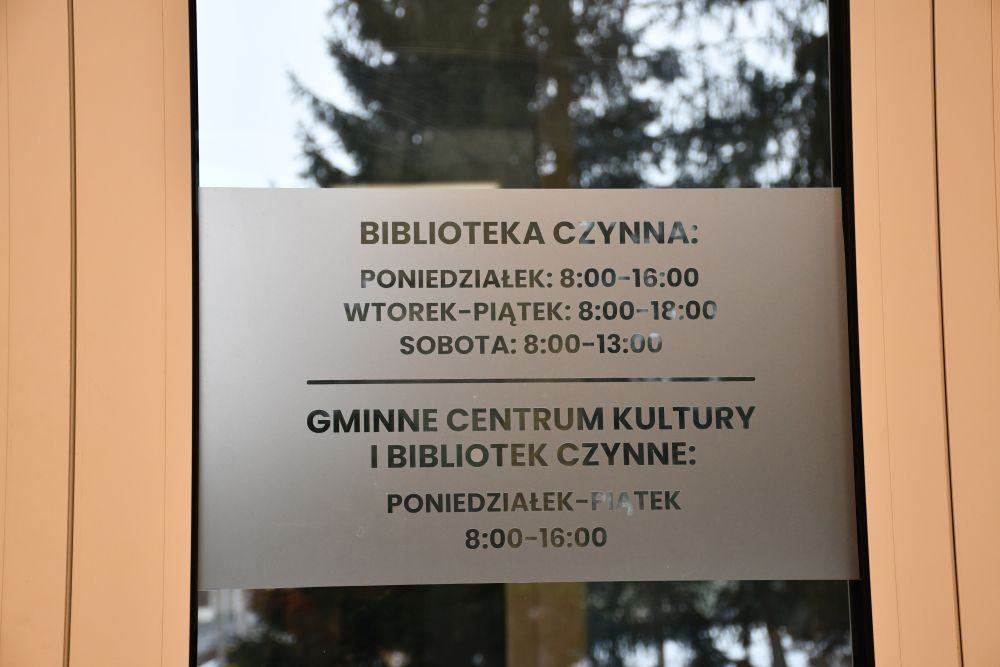 BIBLIOTEKA CZYNNA:
PONIEDZIAŁEK: 8:00-16:00
WTOREK-PIĄTEK: 8:00-18:00
SOBOTA: 8:00-13:00
GMINNE CENTRUM KULTURY
I BIBLIOTEK CZYNNE:
PONIEDZIAŁEK-PIĄTEK
8:00-16:00